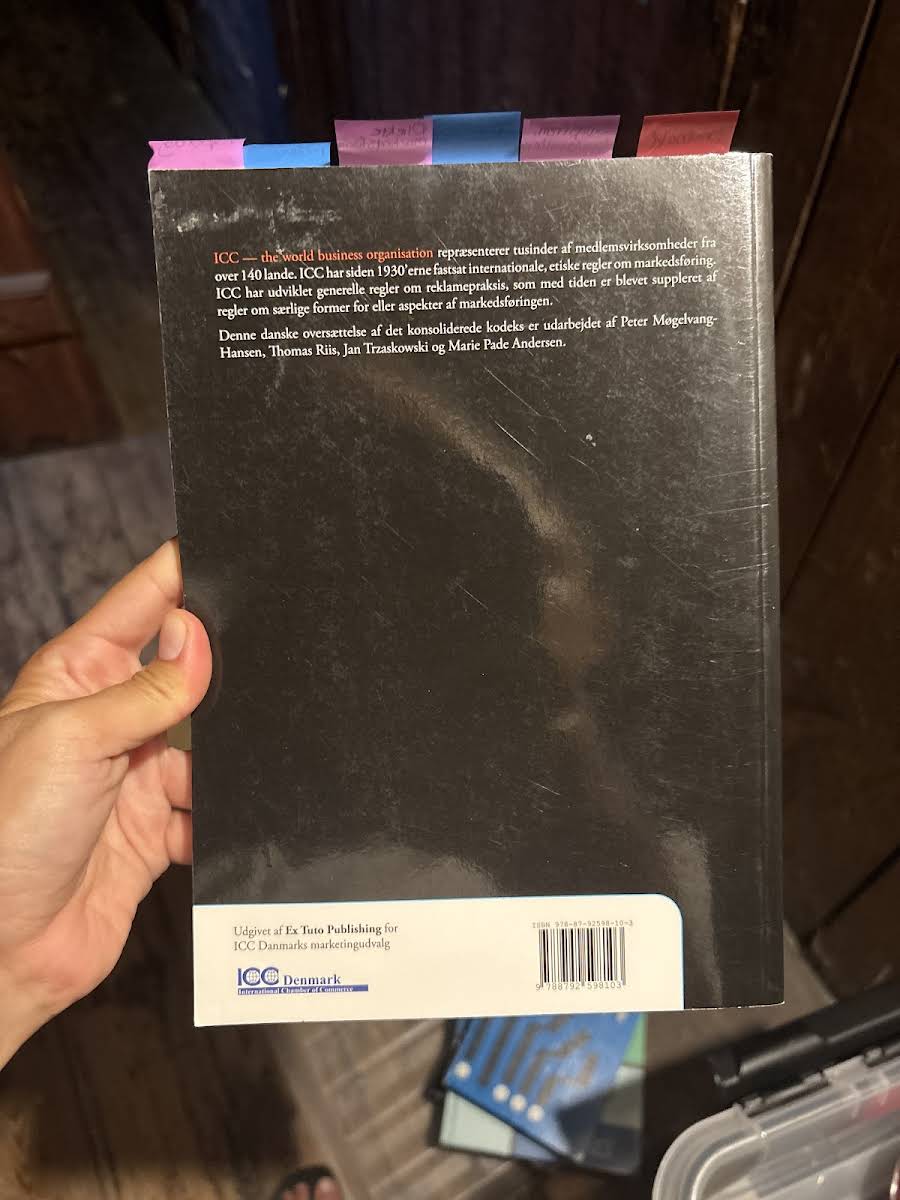 ICC — the world business organisation repræsenterer tusinder af medlemsvirksomheder fra
over 140 lande. ICC har siden 1930'erne fastsat internationale, etiske regler om markedsføring.
ICC har udviklet generelle regler om reklamepraksis, som med tiden er blevet suppleret af
regler om særlige former for eller aspekter af markedsføringen.
Denne danske oversættelse af det konsoliderede kodeks er udarbejdet af Peter Møgelvang-
Hansen, Thomas Riis, Jan Trzaskowski og Marie Pade Andersen.
Udgivet af Ex Tuto Publishing for
ICC Danmarks marketingudvalg
ICC Denmark
International Chamber of Commerce
ISBN 978-87-92598-10-3
9 788792 598103